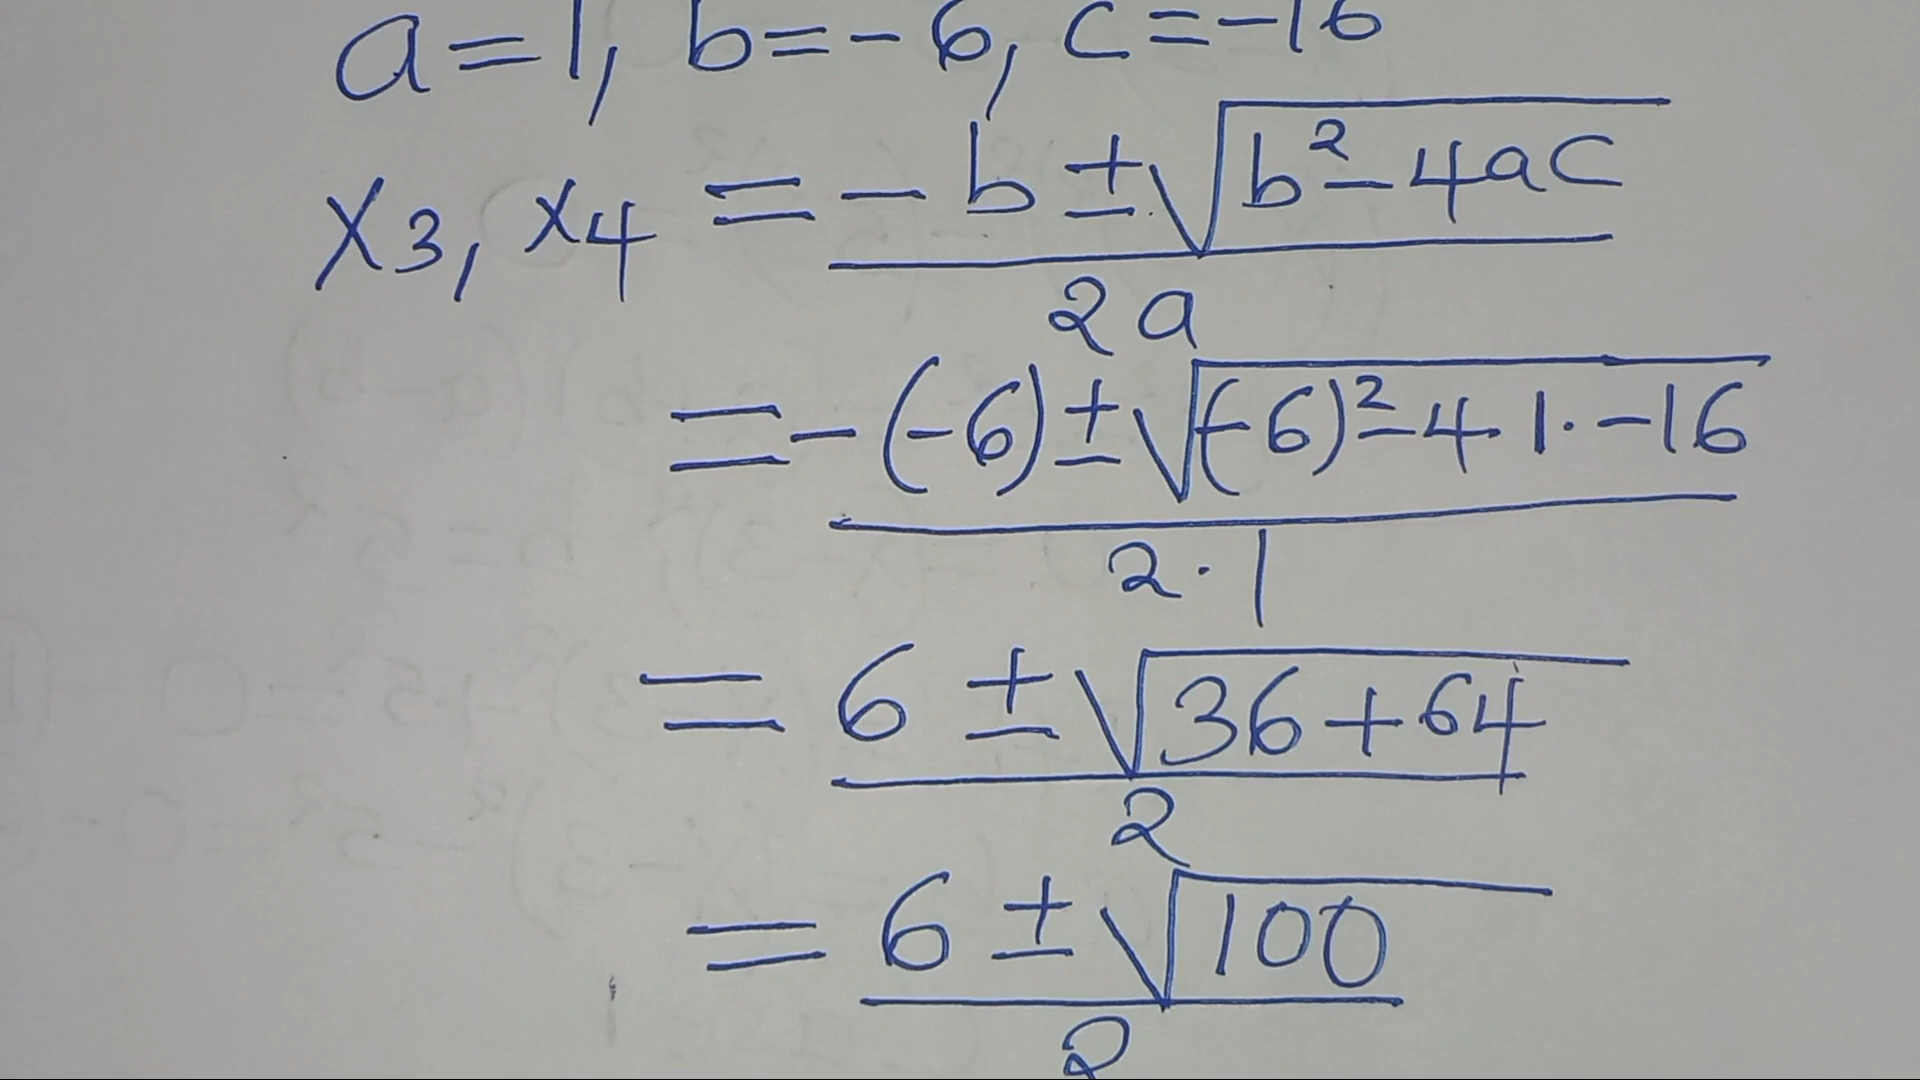 a=1, b=-6, c=-16
x₃, x₄ = -b ± √(b² - 4ac)
2a
= -(-6) ± √((-6)² - 4·1·-16)
2·1
= 6 ± √(36+64)
2
= 6 ± √100
2